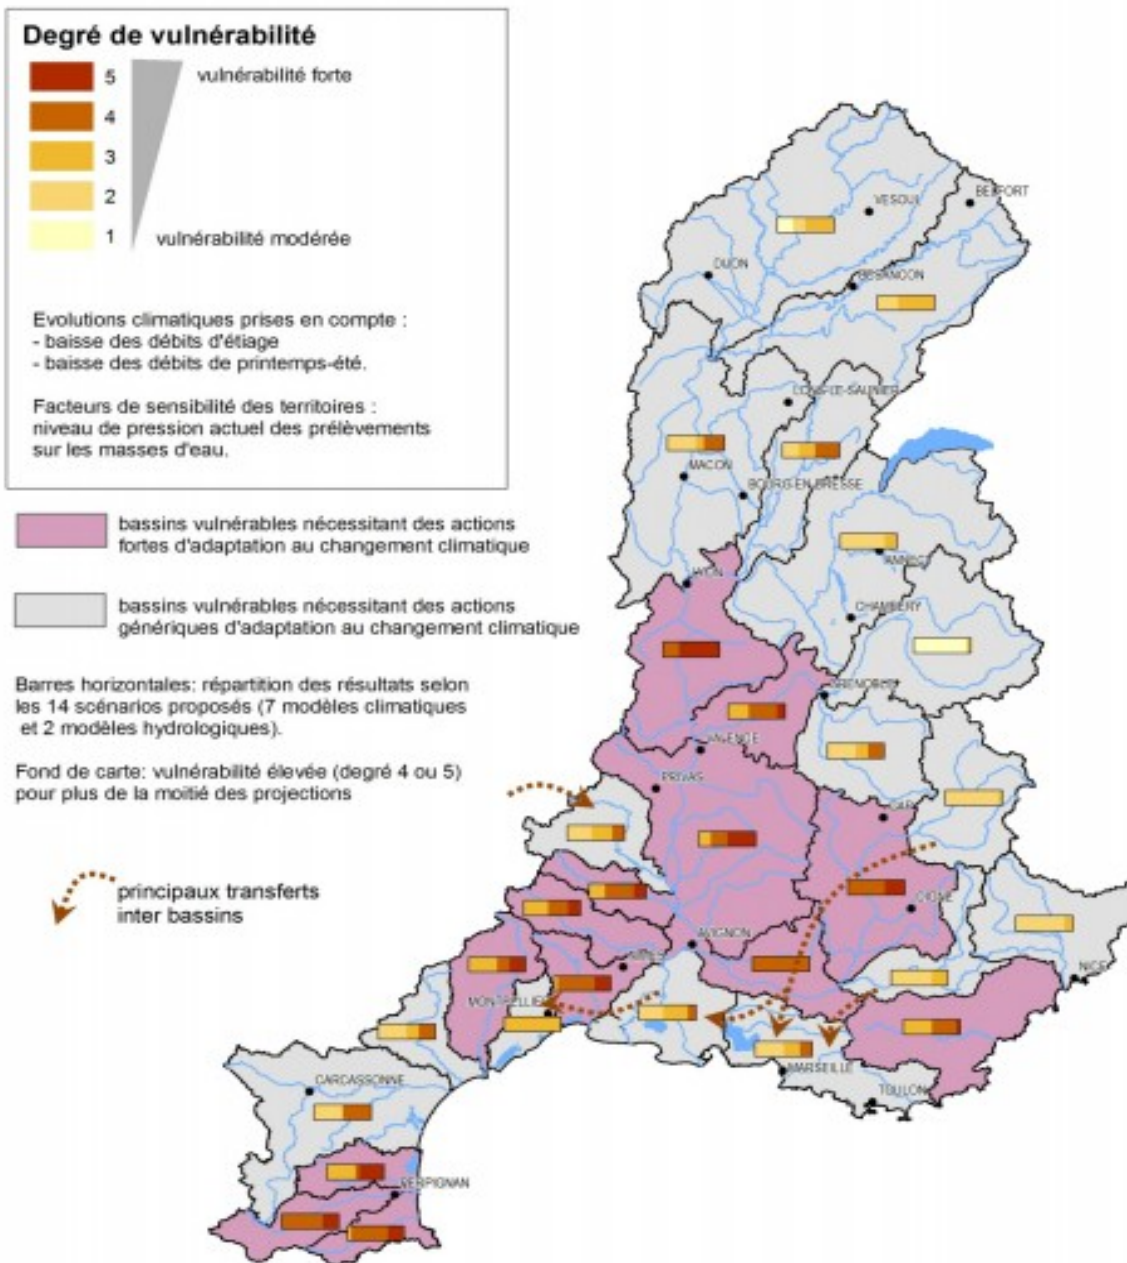 Degré de vulnérabilité
5
vulnérabilité forte
4
3
2
1
vulnérabilité modérée
Evolutions climatiques prises en compte :
- baisse des débits d'étiage
- baisse des débits de printemps-été.
Facteurs de sensibilité des territoires :
niveau de pression actuel des prélèvements
sur les masses d'eau.
bassins vulnérables nécessitant des actions
fortes d'adaptation au changement climatique
bassins vulnérables nécessitant des actions
génériques d'adaptation au changement climatique
Barres horizontales: répartition des résultats selon
les 14 scénarios proposés (7 modèles climatiques
et 2 modèles hydrologiques).
Fond de carte: vulnérabilité élevée (degré 4 ou 5)
pour plus de la moitié des projections
principaux transferts
inter bassins
BELFORT
VESOUL
DIJON
BESANCON
LONS-LE-SAUNIER
MACON
BOURG-EN-BRESSE
ANNECY
LYON
CHAMBERY
GRENOBLE
VALENCE
PRIVAS
GAP
DIGNE
AVIGNON
NIMES
NICE
MONTPELLIER
MARSEILLE
TOULON
CARCASSONNE
PERPIGNAN